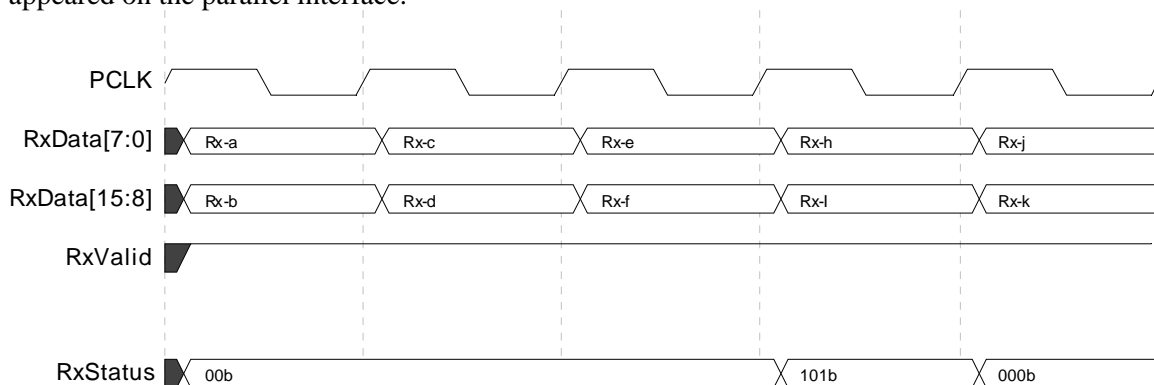 appeared on the parallel interface.
PCLK
RxData[7:0] Rx-a Rx-c Rx-e Rx-h Rx-j
RxData[15:8] Rx-b Rx-d Rx-f Rx-I Rx-k
RxValid
RxStatus 00b 101b 000b